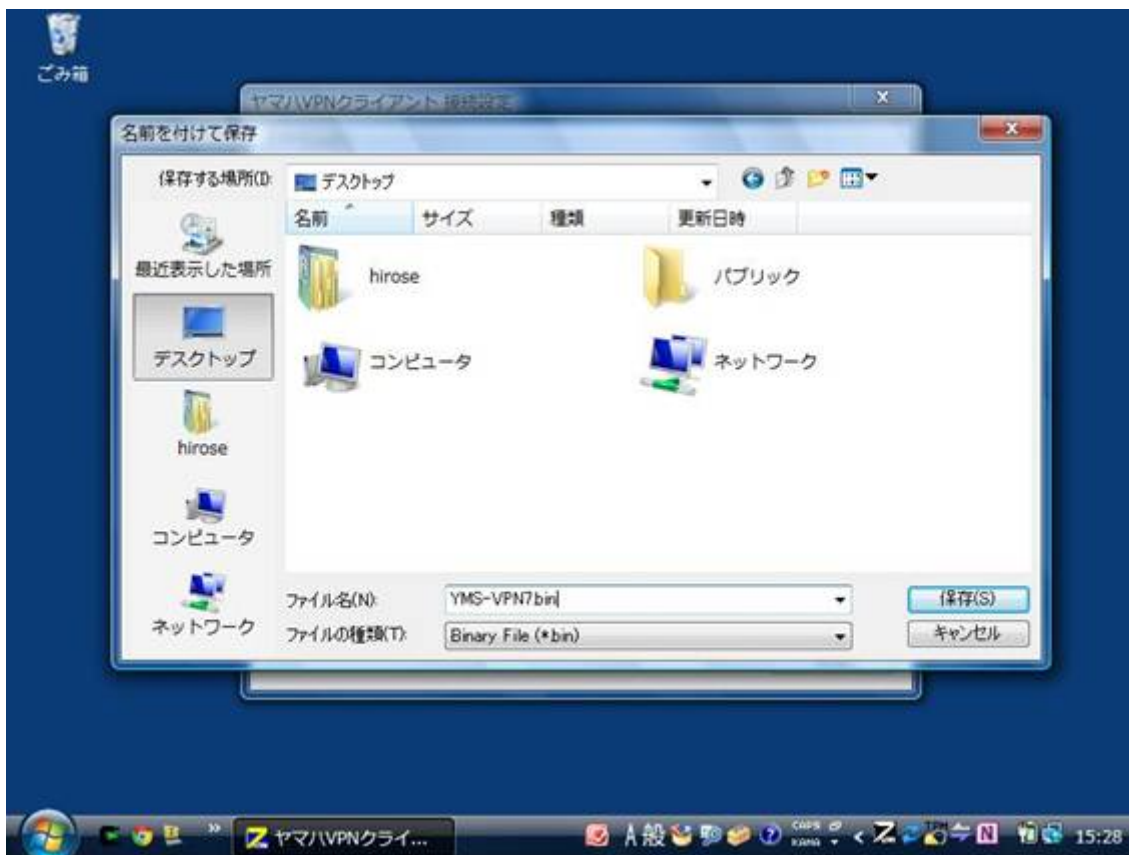 ごみ箱
ヤマハVPNクライアント 接続設定
名前を付けて保存
保存する場所(I):
デスクトップ
名前 サイズ 種類 更新日時
最近表示した場所
デスクトップ
hirose
コンピュータ
ネットワーク
hirose
パブリック
コンピュータ
ネットワーク
ファイル名(N):
YMS-VPN7.bin
保存(S)
ファイルの種類(T):
Binary File (*.bin)
キャンセル
ヤマハVPNクライ...
A 般
CAPS
KANA
15:28